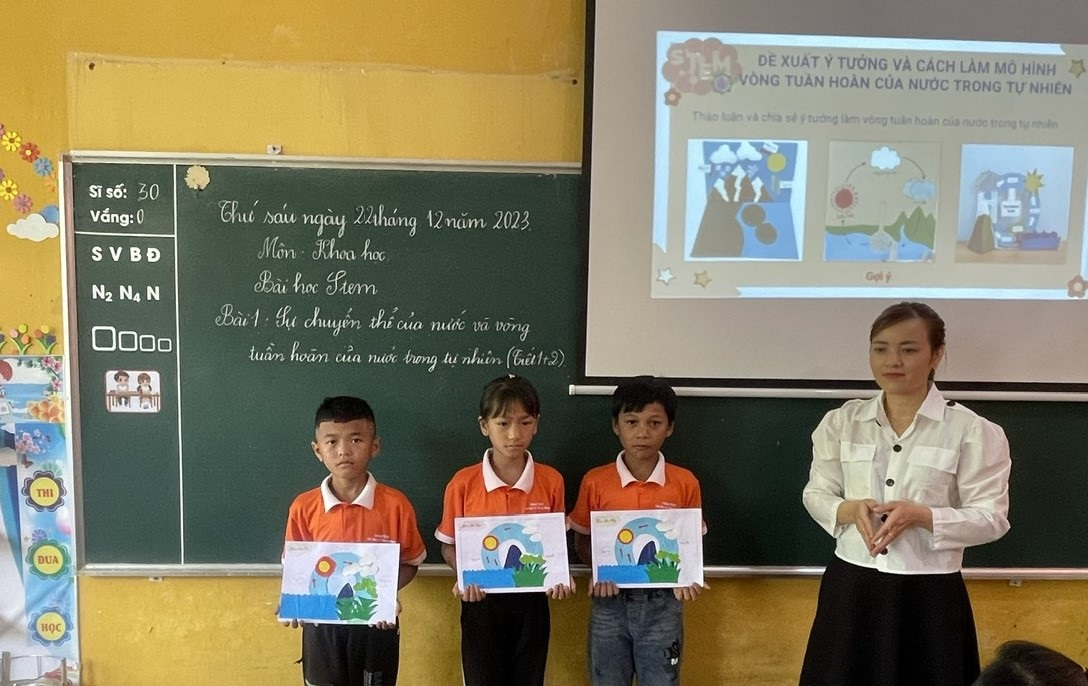 Sĩ số: 30
Vắng: 0
S V B Đ
N₂ N₄ N
Thứ sáu ngày 22 tháng 12 năm 2023.
Môn: Khoa học
Bài học Stem
Bài 1: Sự chuyển thể của nước và vòng
tuần hoàn của nước trong tự nhiên (Tiết 1+2)
STEM
ĐỀ XUẤT Ý TƯỞNG VÀ CÁCH LÀM MÔ HÌNH
VÒNG TUẦN HOÀN CỦA NƯỚC TRONG TỰ NHIÊN
Thảo luận và chia sẻ ý tưởng làm vòng tuần hoàn của nước trong tự nhiên
Gợi ý
THI
ĐUA
HỌC